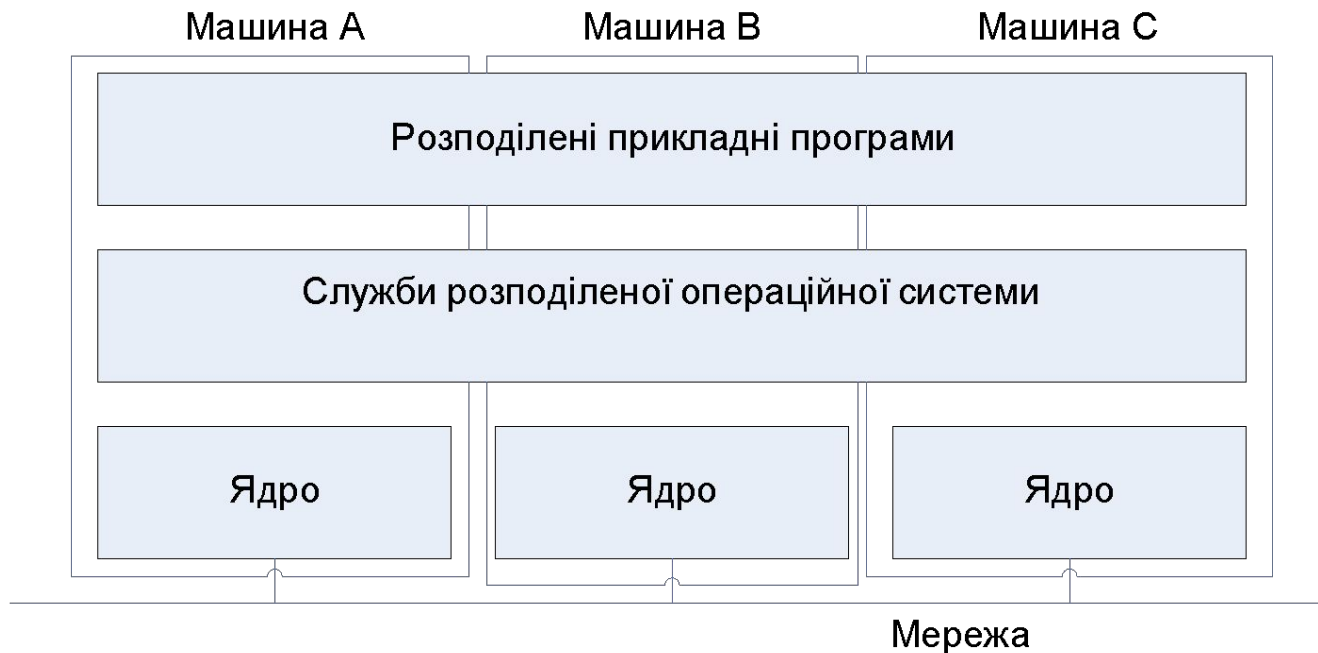 Машина A
Машина B
Машина C
Розподілені прикладні програми
Служби розподіленої операційної системи
Ядро
Ядро
Ядро
Мережа